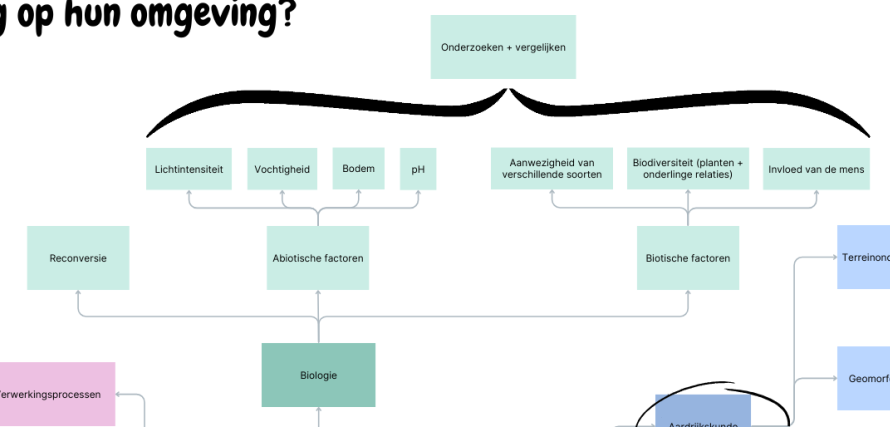 op hun omgeving?
Onderzoeken + vergelijken
Lichtintensiteit
Vochtigheid
Bodem
pH
Aanwezigheid van
verschillende soorten
Biodiversiteit (planten +
onderlinge relaties)
Invloed van de mens
Reconversie
Abiotische factoren
Biotische factoren
Biologie
Aardrijkskunde